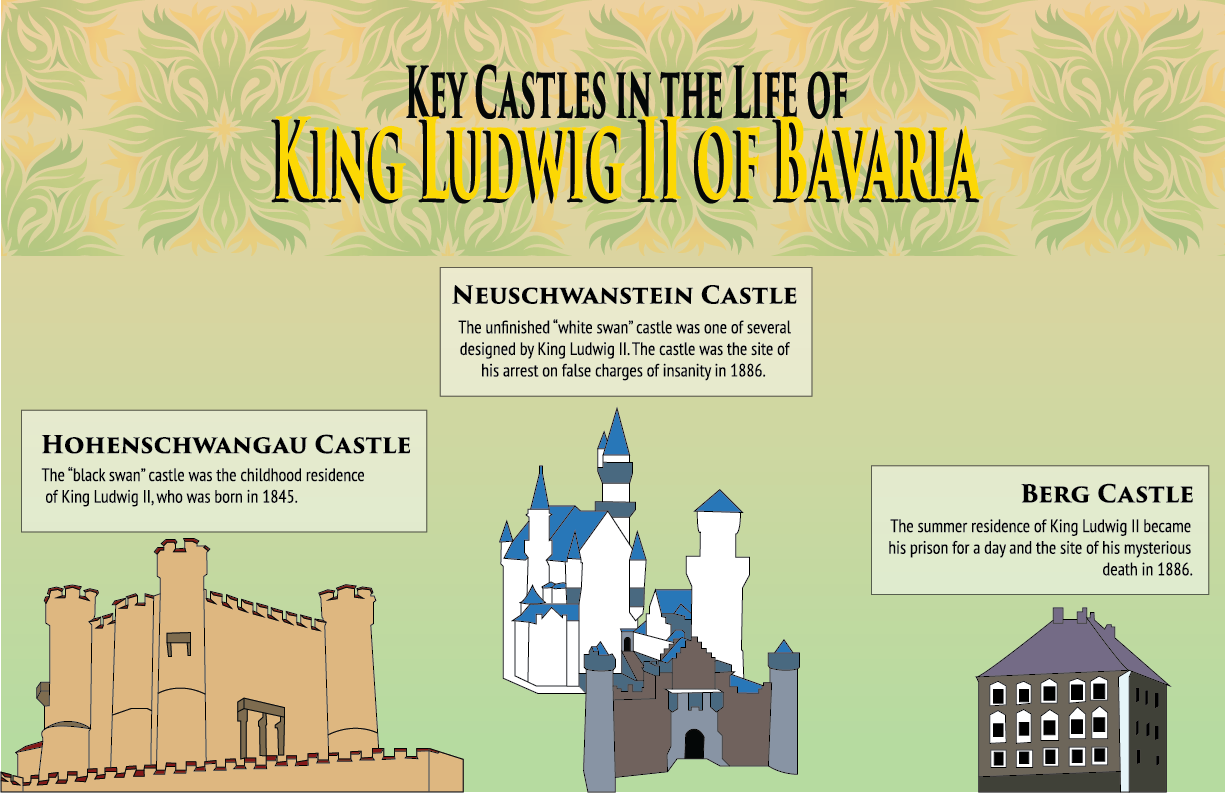 Key Castles in the Life of
King Ludwig II of Bavaria
Neuschwanstein Castle
The unfinished “white swan” castle was one of several
designed by King Ludwig II. The castle was the site of
his arrest on false charges of insanity in 1886.
Hohenschwangau Castle
The “black swan” castle was the childhood residence
of King Ludwig II, who was born in 1845.
Berg Castle
The summer residence of King Ludwig II became
his prison for a day and the site of his mysterious
death in 1886.